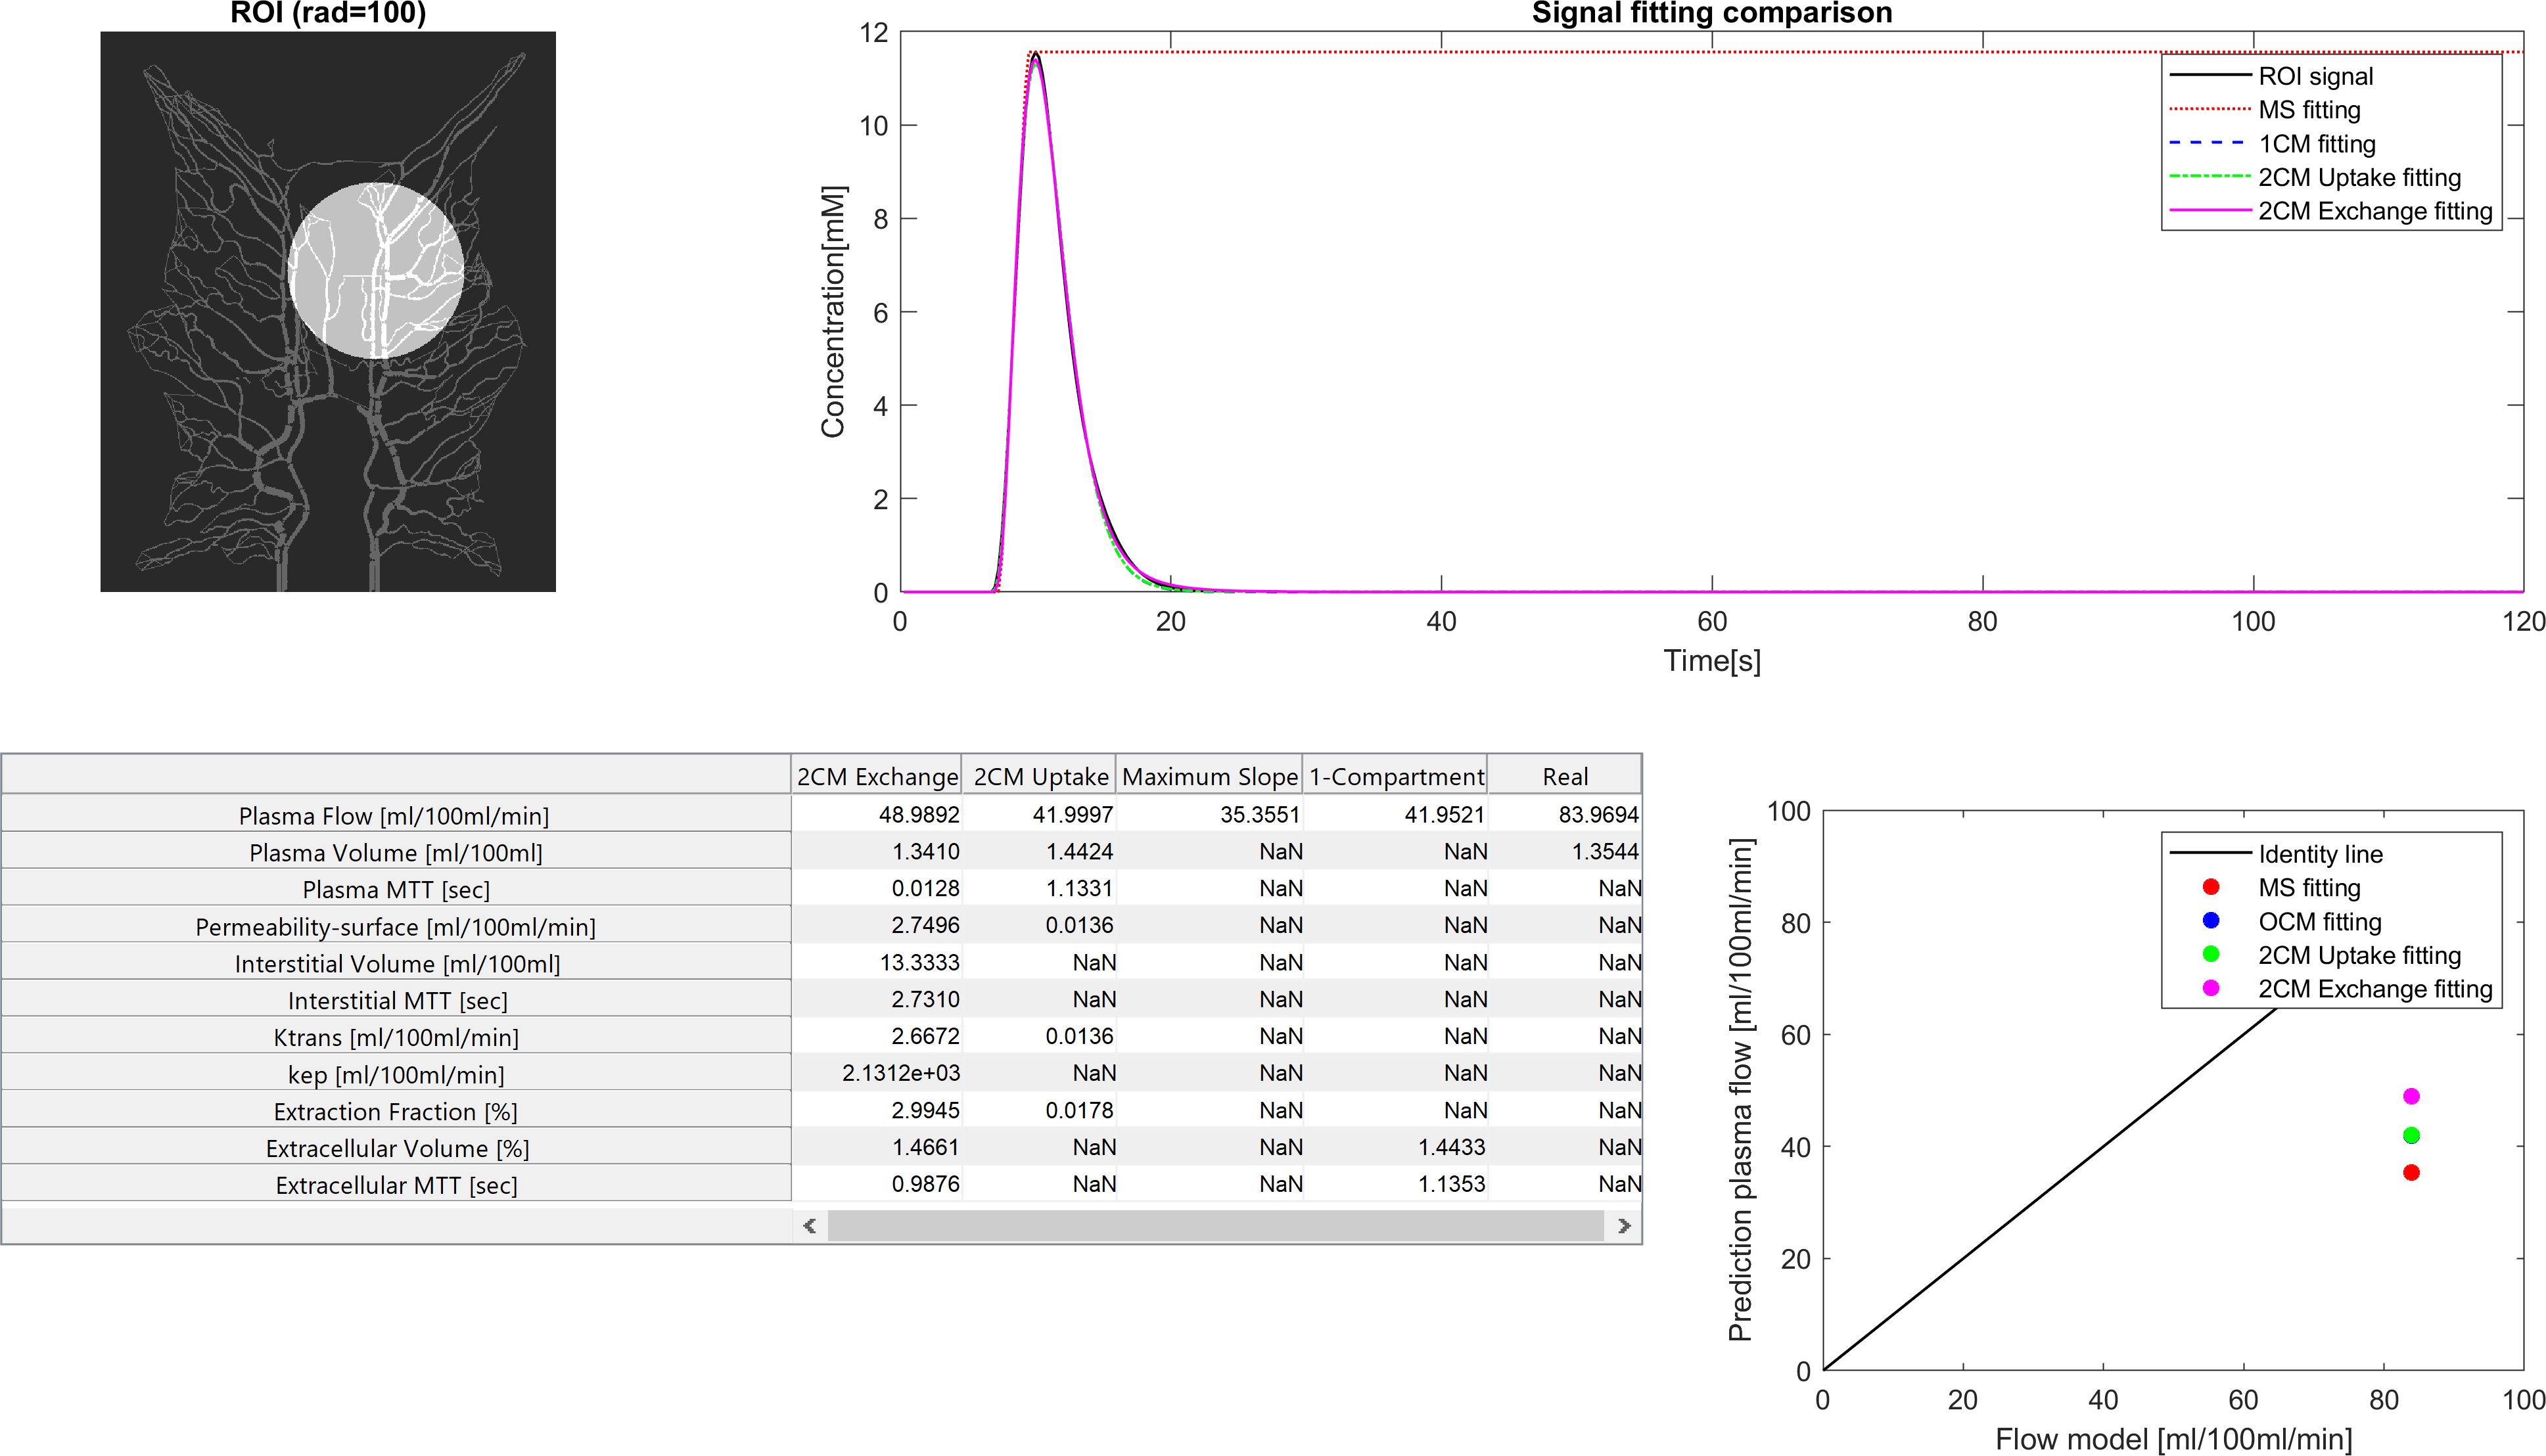 ROI (rad=100)
Signal fitting comparison
Concentration[mM]
12
10
8
6
4
2
0
0 20 40 60 80 100 120
Time[s]
ROI signal
MS fitting
1CM fitting
2CM Uptake fitting
2CM Exchange fitting
2CM Exchange 2CM Uptake Maximum Slope 1-Compartment Real
Plasma Flow [ml/100ml/min] 48.9892 41.9997 35.3551 41.9521 83.9694
Plasma Volume [ml/100ml] 1.3410 1.4424 NaN NaN 1.3544
Plasma MTT [sec] 0.0128 1.1331 NaN NaN NaN
Permeability-surface [ml/100ml/min] 2.7496 0.0136 NaN NaN NaN
Interstitial Volume [ml/100ml] 13.3333 NaN NaN NaN NaN
Interstitial MTT [sec] 2.7310 NaN NaN NaN NaN
Ktrans [ml/100ml/min] 2.6672 0.0136 NaN NaN NaN
kep [ml/100ml/min] 2.1312e+03 NaN NaN NaN NaN
Extraction Fraction [%] 2.9945 0.0178 NaN NaN NaN
Extracellular Volume [%] 1.4661 NaN NaN 1.4433 NaN
Extracellular MTT [sec] 0.9876 NaN NaN 1.1353 NaN
Prediction plasma flow [ml/100ml/min]
100
80
60
40
20
0
0 20 40 60 80 100
Flow model [ml/100ml/min]
Identity line
MS fitting
OCM fitting
2CM Uptake fitting
2CM Exchange fitting